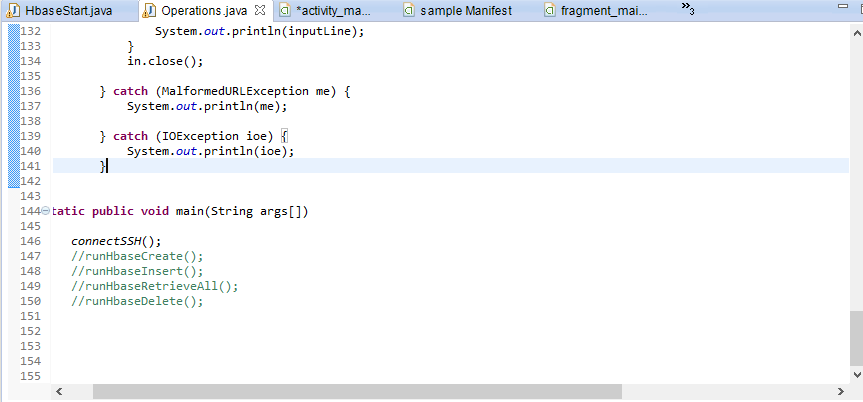 HbaseStart.java Operations.java *activity_ma... sample Manifest fragment_mai... »3
132 System.out.println(inputLine);
133 }
134 in.close();
135
136 } catch (MalformedURLException me) {
137 System.out.println(me);
138
139 } catch (IOException ioe) {
140 System.out.println(ioe);
141 }
142
143
144 tatic public void main(String args[])
145
146 connectSSH();
147 //runHbaseCreate();
148 //runHbaseInsert();
149 //runHbaseRetrieveAll();
150 //runHbaseDelete();
151
152
153
154
155